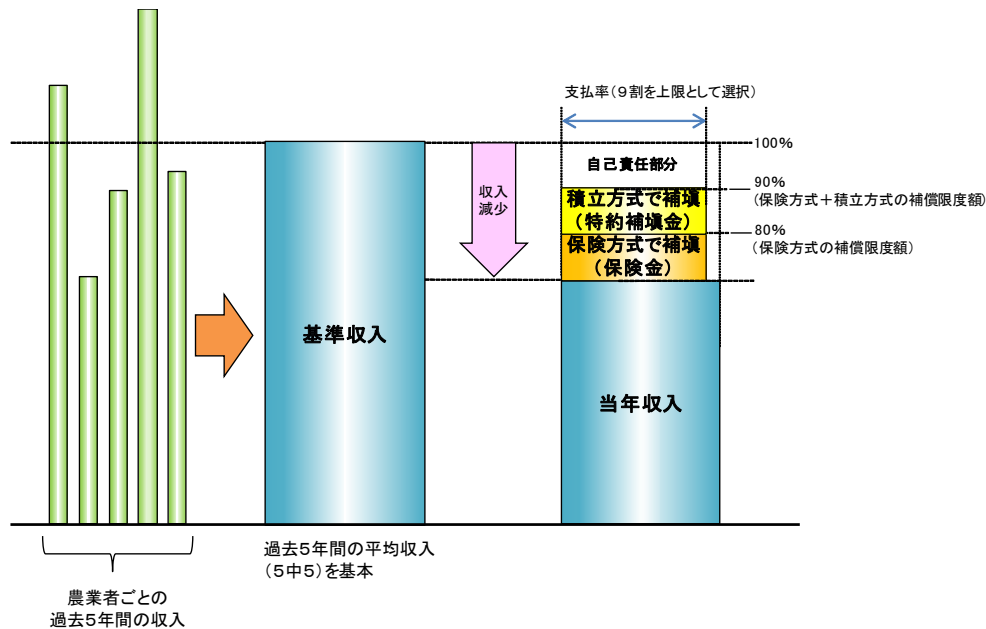 支払率(9割を上限として選択)
100%
自己責任部分
90%
(保険方式+積立方式の補償限度額)
収入
減少
積立方式で補填
(特約補填金)
80%
(保険方式の補償限度額)
保険方式で補填
(保険金)
基準収入
当年収入
過去5年間の平均収入
(5中5)を基本
農業者ごとの
過去5年間の収入